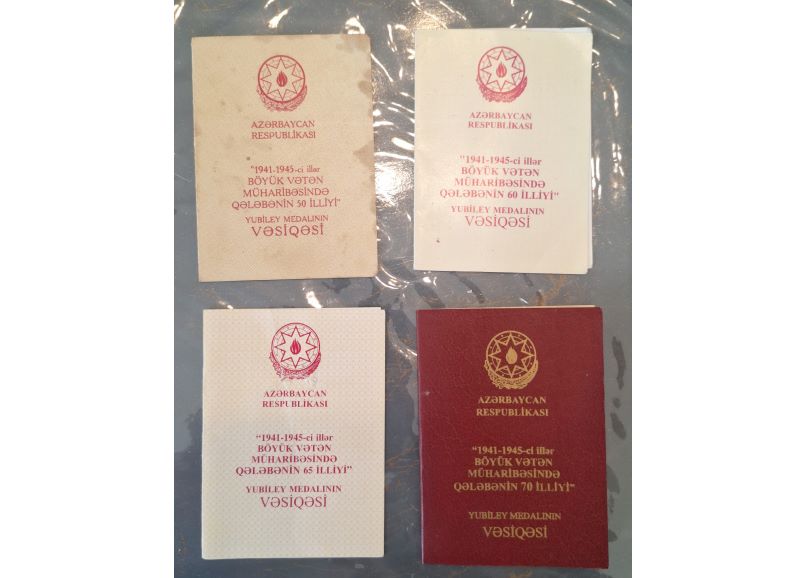 AZƏRBAYCAN
RESPUBLİKASI
"1941-1945-ci illər
BÖYÜK VƏTƏN
MÜHARİBƏSİNDƏ
QƏLƏBƏNİN 50 İLLİYİ"
YUBİLEY MEDALININ
VƏSİQƏSİ
AZƏRBAYCAN
RESPUBLİKASI
"1941-1945-ci illər
BÖYÜK VƏTƏN
MÜHARİBƏSİNDƏ
QƏLƏBƏNİN 60 İLLİYİ"
YUBİLEY MEDALININ
VƏSİQƏSİ
AZƏRBAYCAN
RESPUBLİKASI
"1941-1945-ci illər
BÖYÜK VƏTƏN
MÜHARİBƏSİNDƏ
QƏLƏBƏNİN 65 İLLİYİ"
YUBİLEY MEDALININ
VƏSİQƏSİ
AZƏRBAYCAN
RESPUBLİKASI
"1941-1945-ci illər
BÖYÜK VƏTƏN
MÜHARİBƏSİNDƏ
QƏLƏBƏNİN 70 İLLİYİ"
YUBİLEY MEDALININ
VƏSİQƏSİ